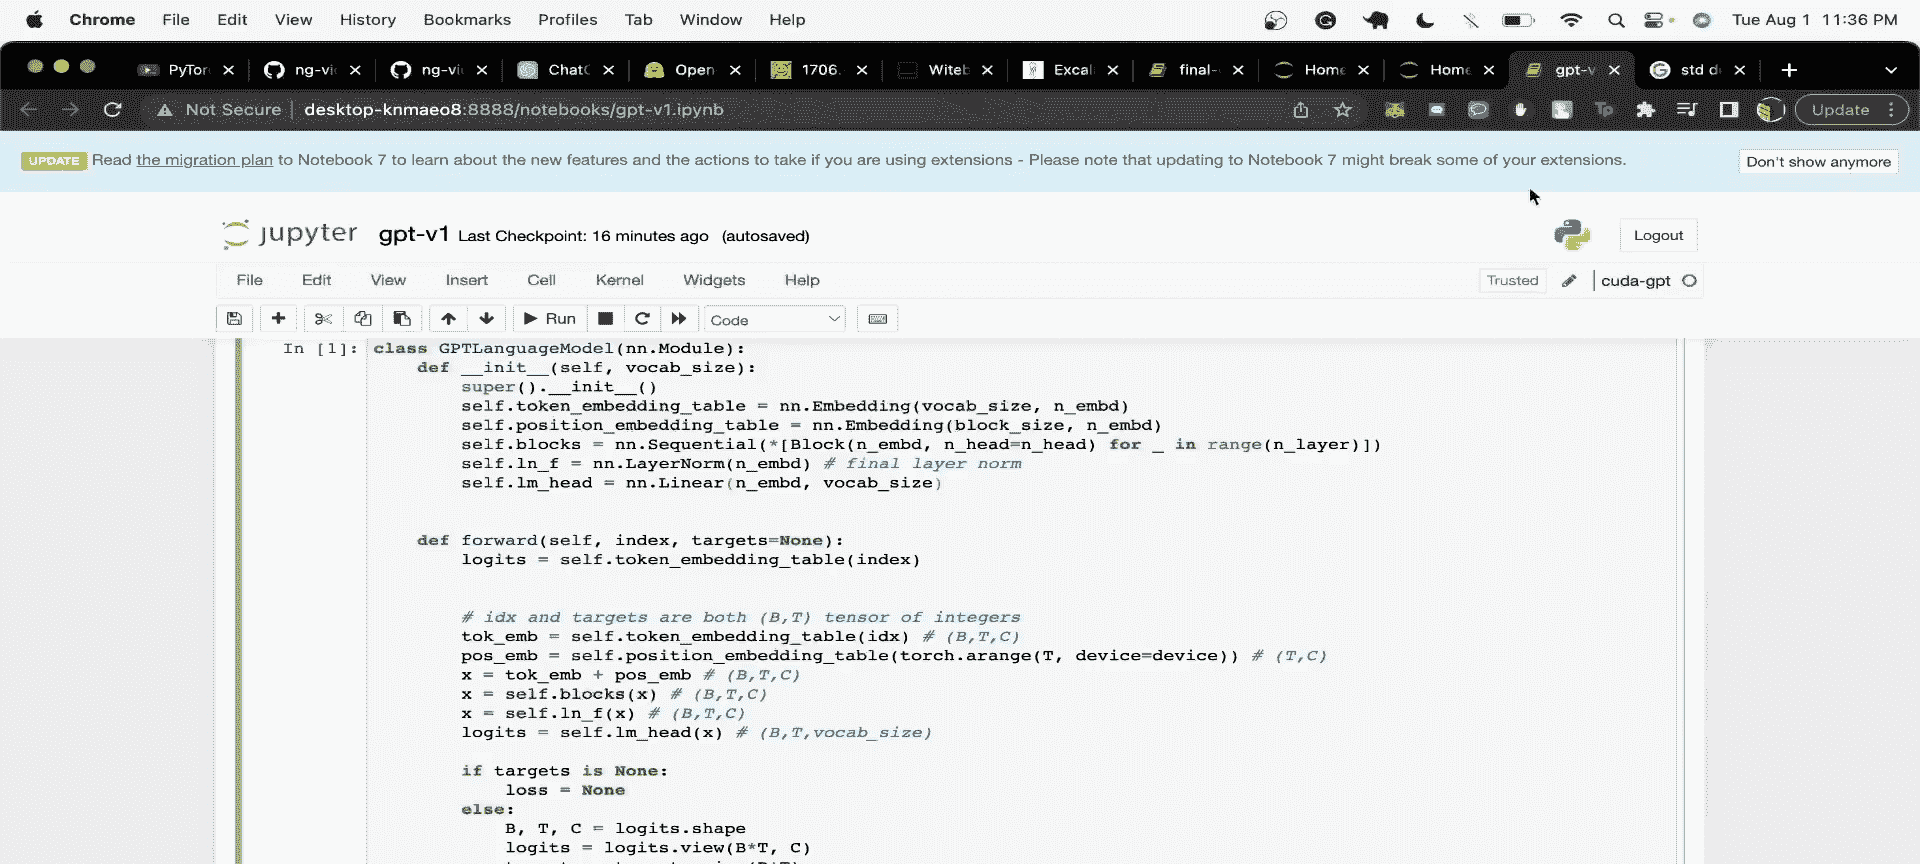 Chrome File Edit View History Bookmarks Profiles Tab Window Help Tue Aug 1 11:36 PM
PyTor ng-vi ng-vi ChatG Open 1706. Witeb Excal final- Home Home gpt-v std d
Not Secure desktop-knmaeo8:8888/notebooks/gpt-v1.ipynb Update
UPDATE Read the migration plan to Notebook 7 to learn about the new features and the actions to take if you are using extensions - Please note that updating to Notebook 7 might break some of your extensions. Don't show anymore
jupyter gpt-v1 Last Checkpoint: 16 minutes ago (autosaved) Logout
File Edit View Insert Cell Kernel Widgets Help Trusted cuda-gpt
Run Code
In [1]: class GPTLanguageModel(nn.Module):
def __init__(self, vocab_size):
super().__init__()
self.token_embedding_table = nn.Embedding(vocab_size, n_embd)
self.position_embedding_table = nn.Embedding(block_size, n_embd)
self.blocks = nn.Sequential(*[Block(n_embd, n_head=n_head) for _ in range(n_layer)])
self.ln_f = nn.LayerNorm(n_embd) # final layer norm
self.lm_head = nn.Linear(n_embd, vocab_size)
def forward(self, index, targets=None):
logits = self.token_embedding_table(index)
# idx and targets are both (B,T) tensor of integers
tok_emb = self.token_embedding_table(idx) # (B,T,C)
pos_emb = self.position_embedding_table(torch.arange(T, device=device)) # (T,C)
x = tok_emb + pos_emb # (B,T,C)
x = self.blocks(x) # (B,T,C)
x = self.ln_f(x) # (B,T,C)
logits = self.lm_head(x) # (B,T,vocab_size)
if targets is None:
loss = None
else:
B, T, C = logits.shape
logits = logits.view(B*T, C)